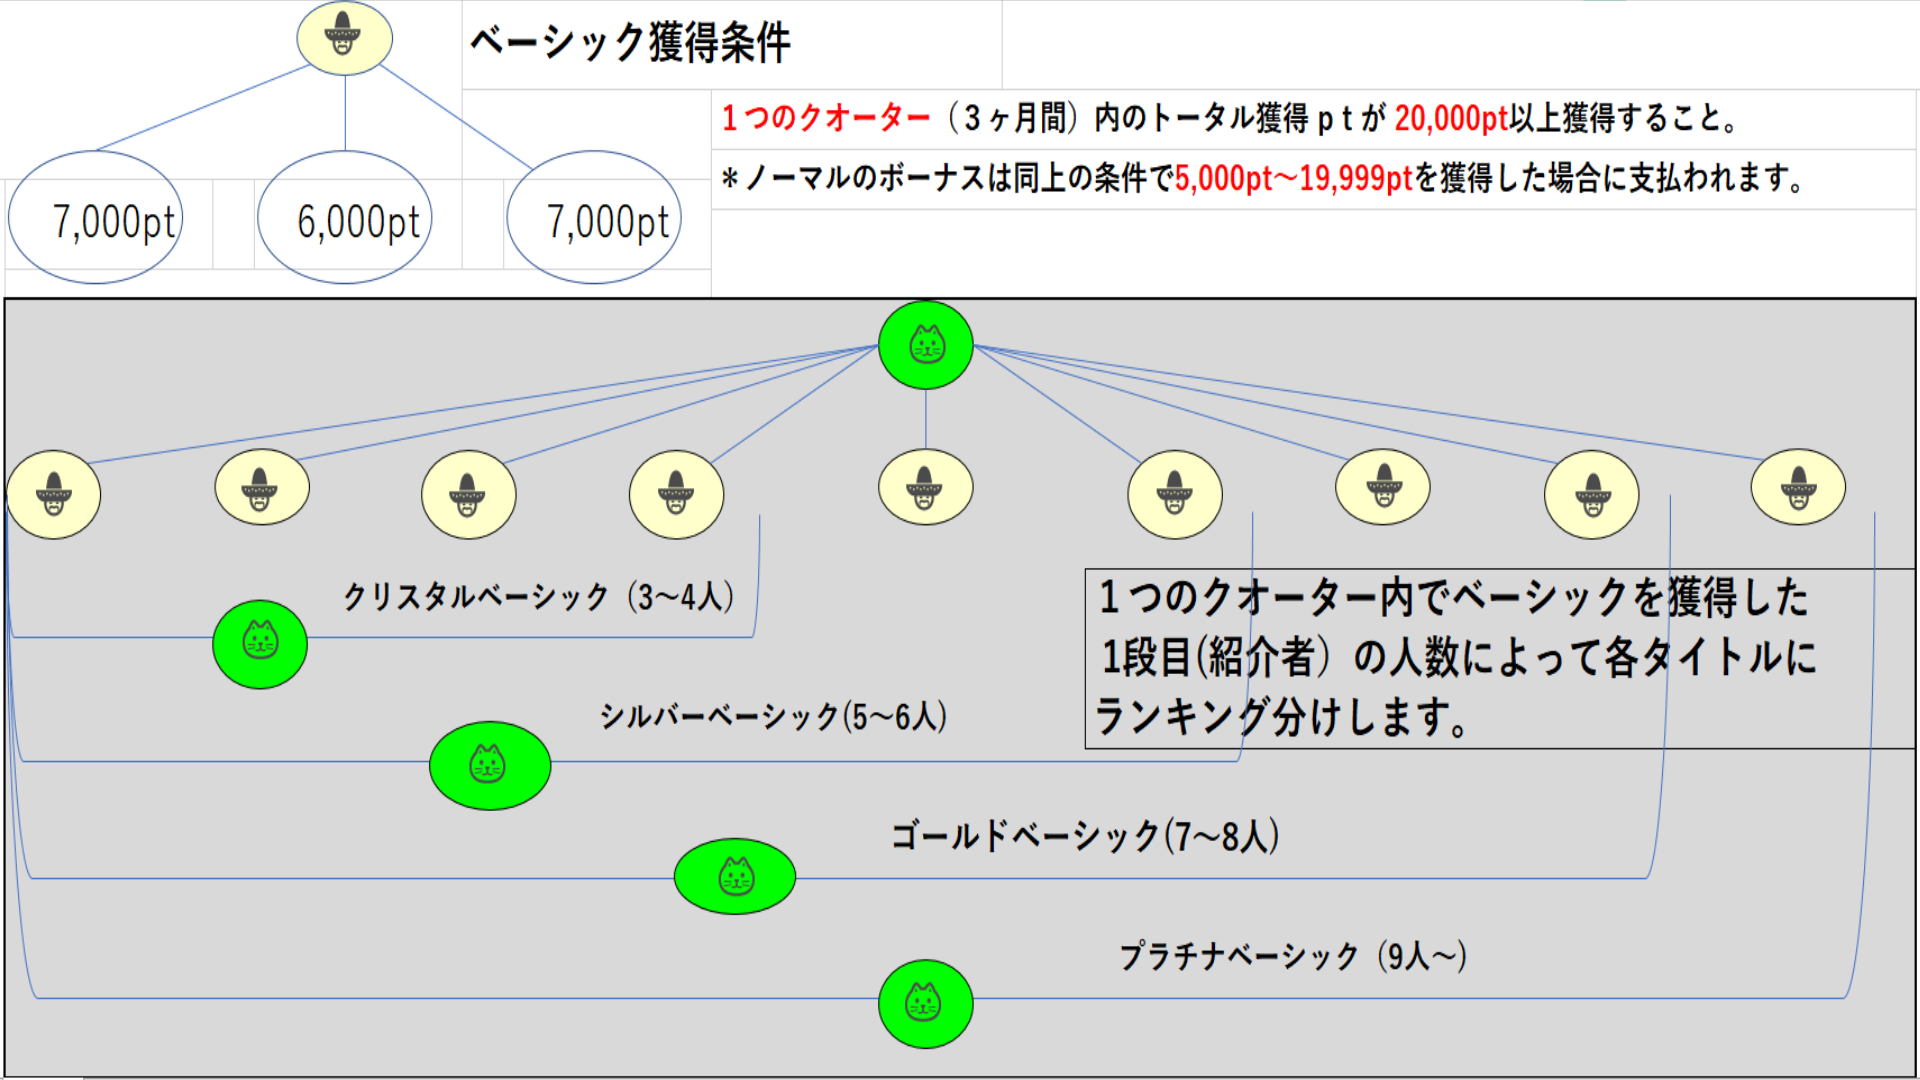 ベーシック獲得条件
１つのクオーター（３ヶ月間）内のトータル獲得ｐｔが 20,000pt以上獲得すること。
＊ノーマルのボーナスは同上の条件で5,000pt～19,999ptを獲得した場合に支払われます。
7,000pt
6,000pt
7,000pt
クリスタルベーシック（3～4人）
１つのクオーター内でベーシックを獲得した
1段目(紹介者）の人数によって各タイトルに
ランキング分けします。
シルバーベーシック(5～6人)
ゴールドベーシック(7～8人)
プラチナベーシック（9人～)